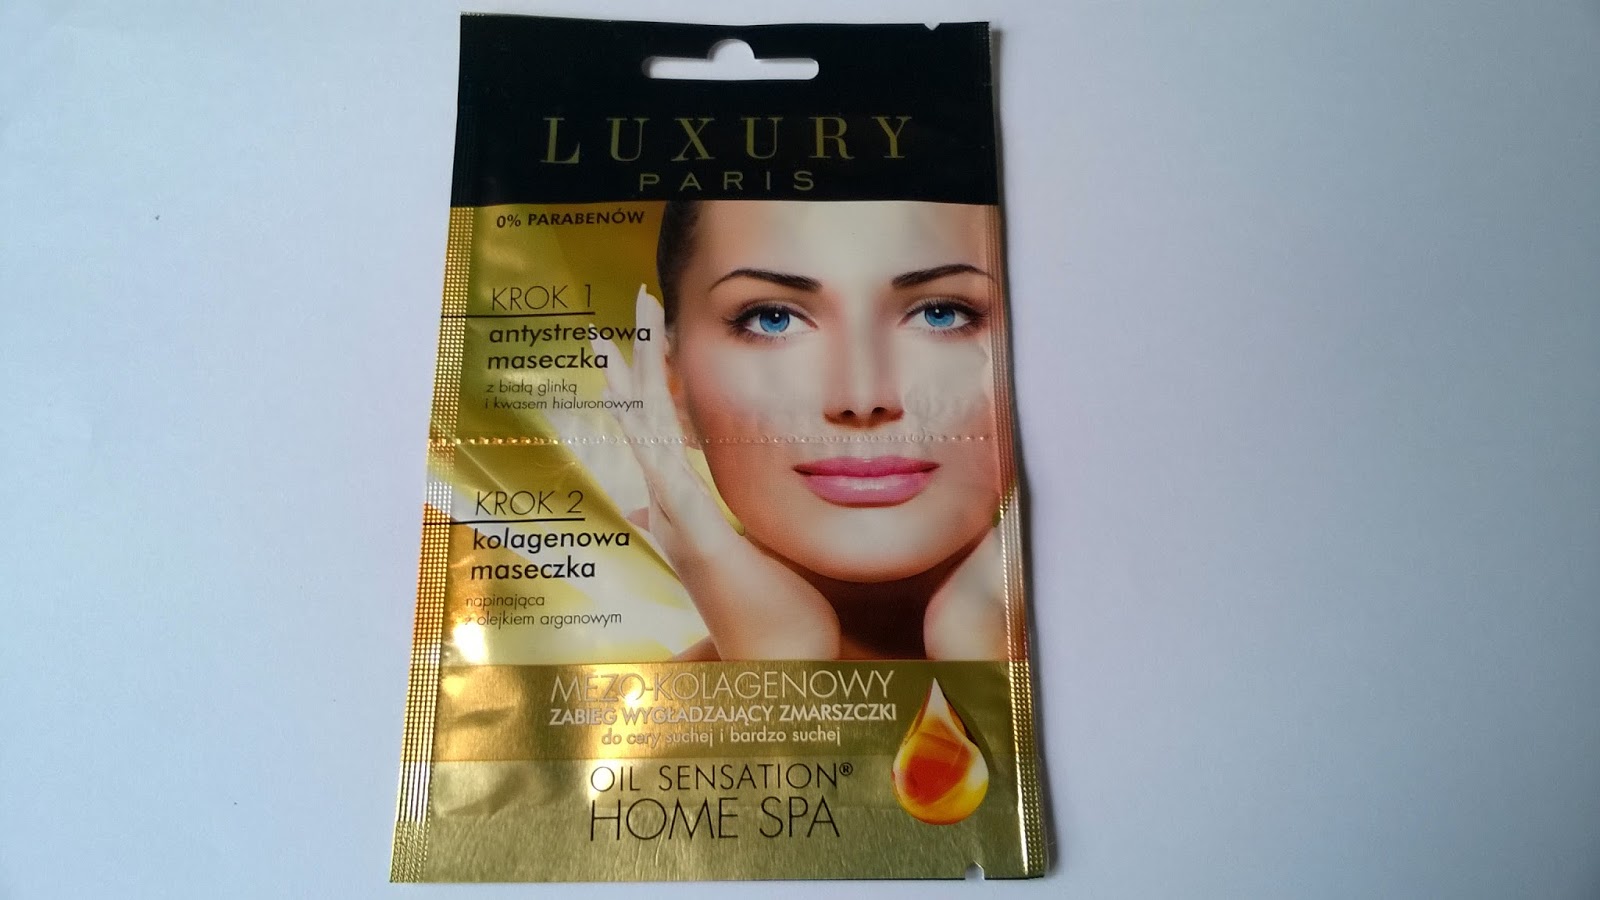 LUXURY
PARIS
0% PARABENÓW
KROK 1
antystresowa
maseczka
z białą glinką
i kwasem hialuronowym
KROK 2
kolagenowa
maseczka
napinająca
z olejkiem arganowym
MEZO-KOLAGENOWY
ZABIEG WYGŁADZAJĄCY ZMARSZCZKI
do cery suchej i bardzo suchej
OIL SENSATION®
HOME SPA